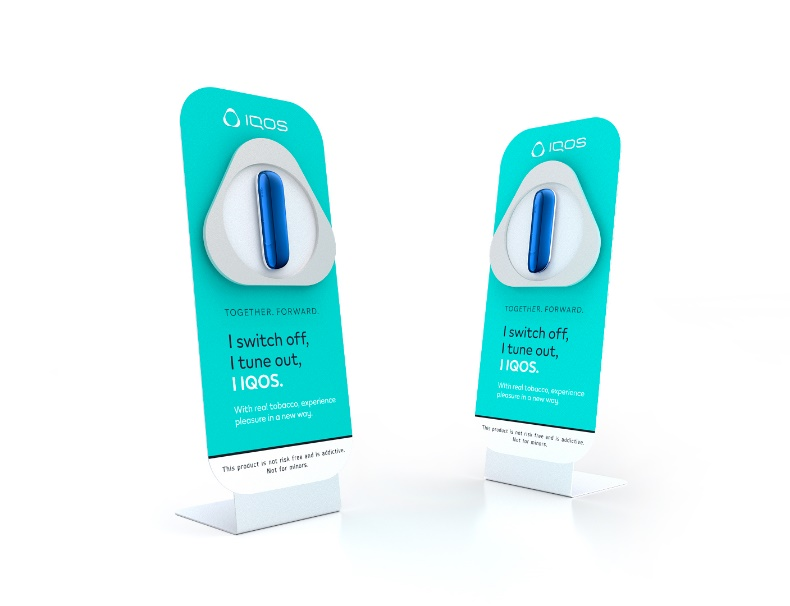 IQOS
TOGETHER. FORWARD.
I switch off,
I tune out,
I IQOS.
With real tobacco, experience
pleasure in a new way.
This product is not risk free and is addictive.
Not for minors.
IQOS
TOGETHER. FORWARD.
I switch off,
I tune out,
I IQOS.
With real tobacco, experience
pleasure in a new way.
This product is not risk free and is addictive.
Not for minors.